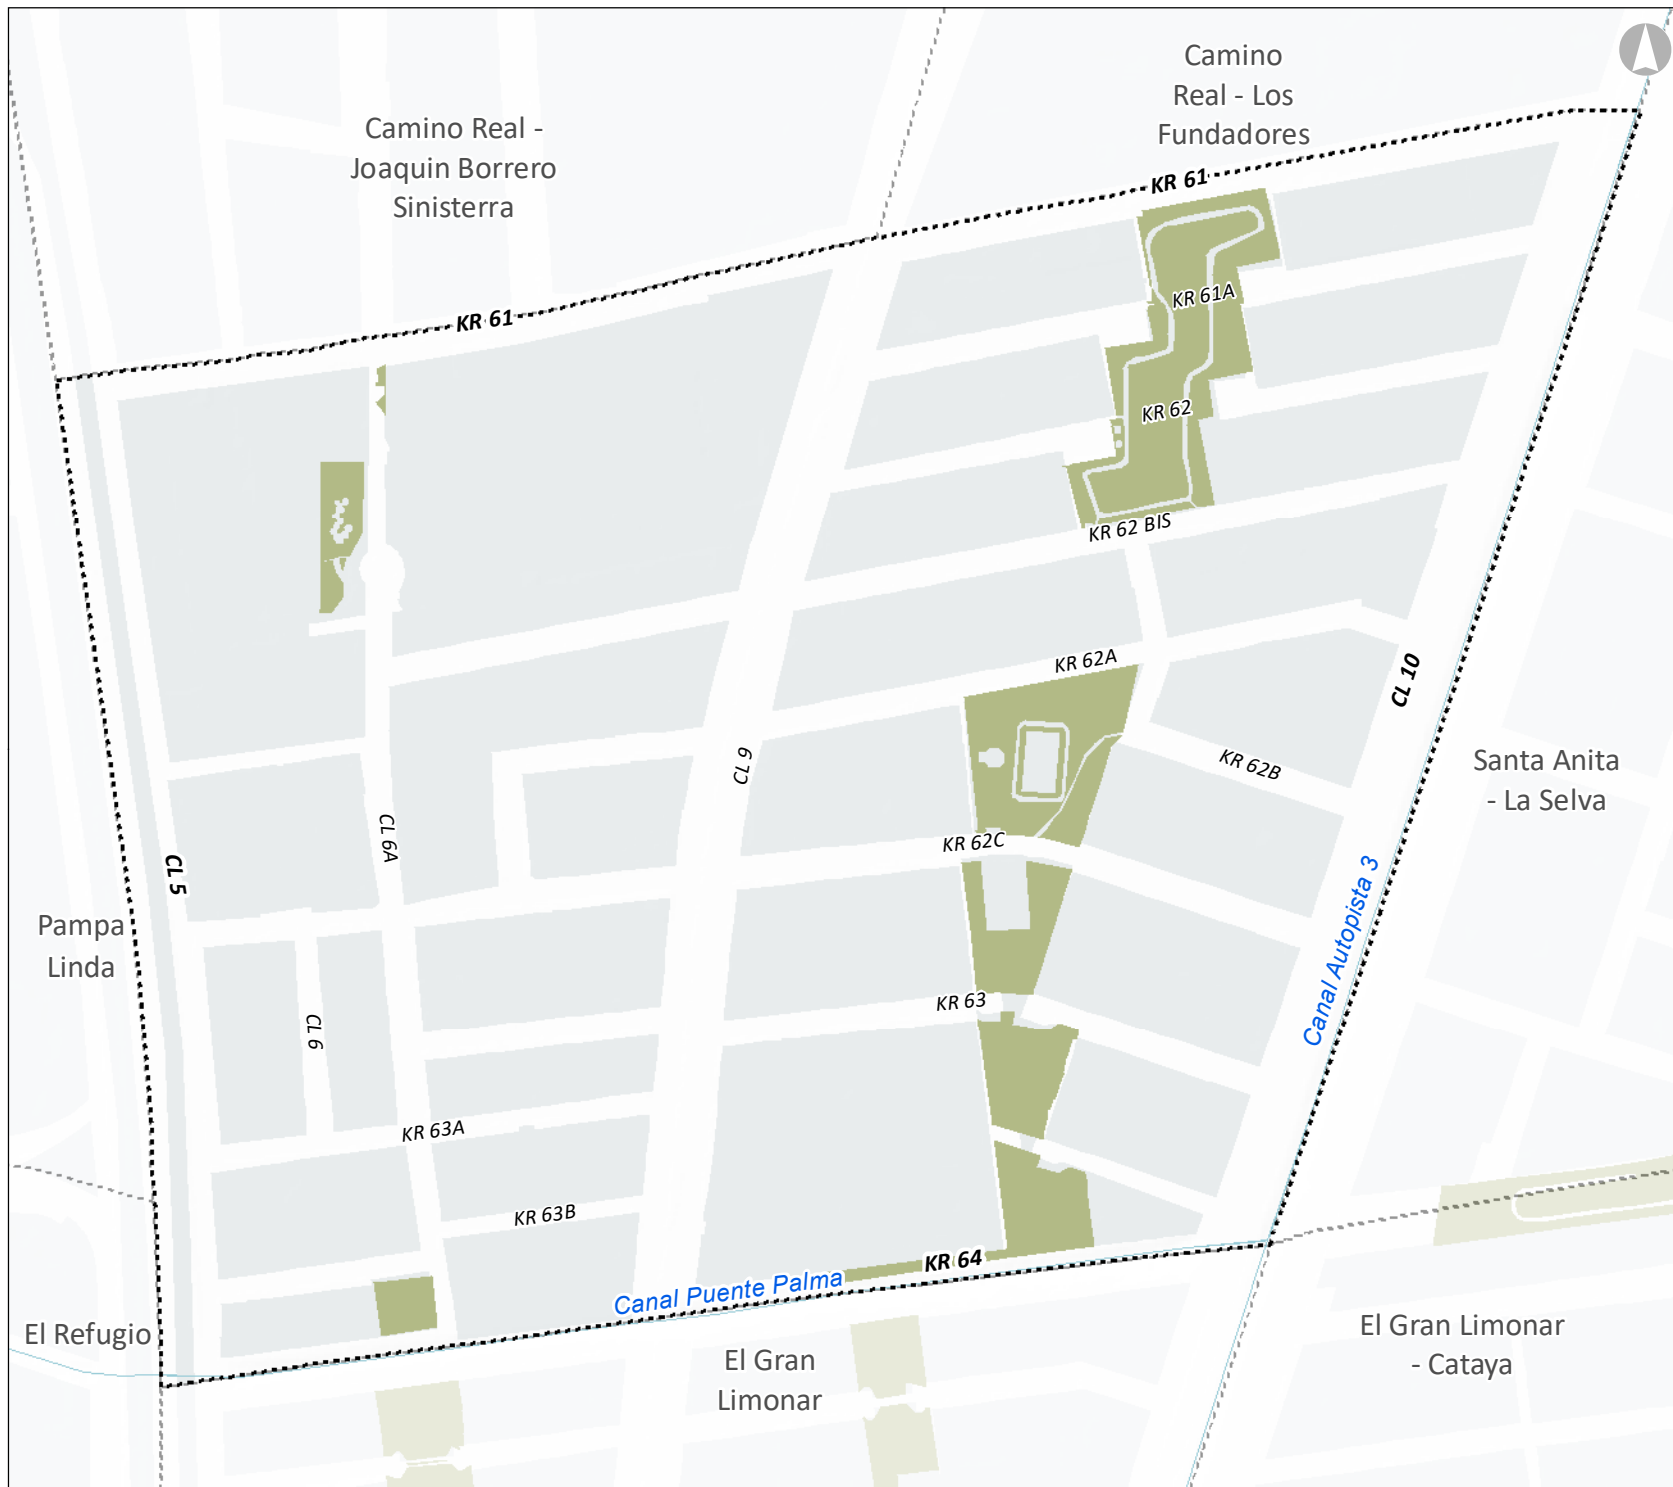 Camino
Real - Los
Fundadores
Camino Real -
Joaquin Borrero
Sinisterra
KR 61
KR 61
KR 61A
KR 62
KR 62 BIS
KR 62A
CL 10
CL 9
KR 62B
Santa Anita
- La Selva
CL 6A
KR 62C
CL 5
Canal Autopista 3
Pampa
Linda
KR 63
CL 6
KR 63A
KR 63B
KR 64
Canal Puente Palma
El Refugio
El Gran
Limonar
El Gran Limonar
- Cataya